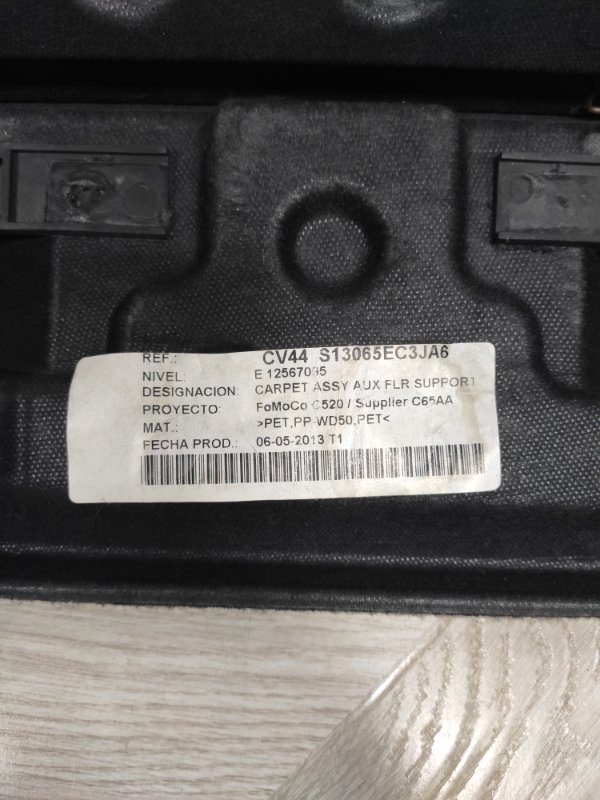 REF.: CV44 S13065EC3JA6
NIVEL: E 12567095
DESIGNACION: CARPET ASSY AUX FLR SUPPORT
PROYECTO: FoMoCo C520 / Supplier C65AA
MAT.: >PET,PP-WD50,PET<
FECHA PROD.: 06-05-2013 T1